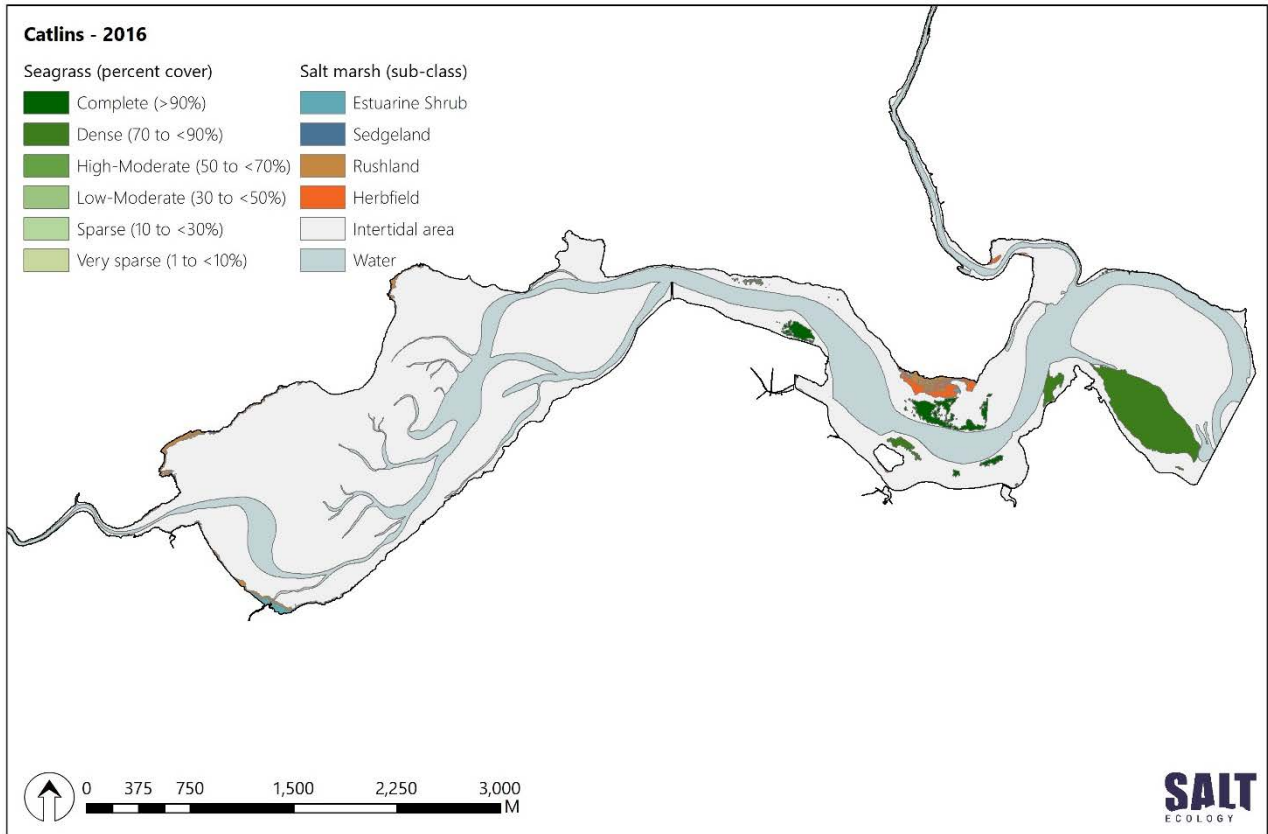 Catlins - 2016
Seagrass (percent cover)
Complete (>90%)
Dense (70 to <90%)
High-Moderate (50 to <70%)
Low-Moderate (30 to <50%)
Sparse (10 to <30%)
Very sparse (1 to <10%)
Salt marsh (sub-class)
Estuarine Shrub
Sedgeland
Rushland
Herbfield
Intertidal area
Water
0 375 750 1,500 2,250 3,000
M
SALT
ECOLOGY